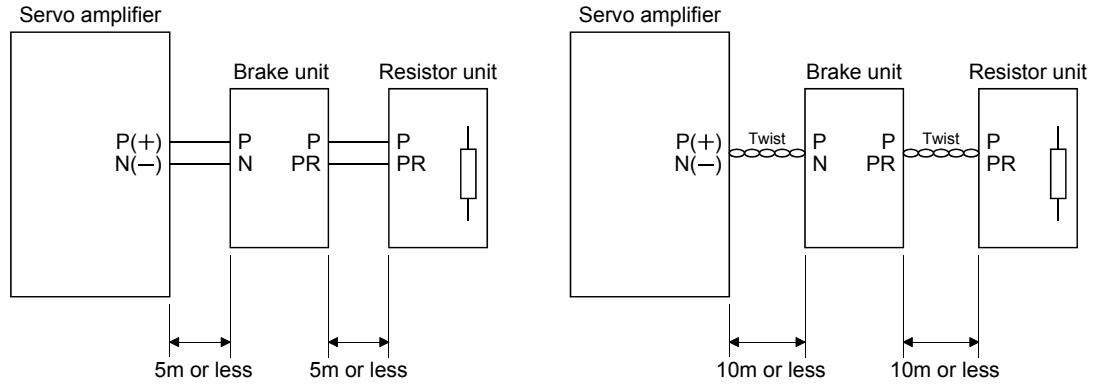 Servo amplifier
Brake unit
Resistor unit
P(+)
N(−)
P
N
P
PR
P
PR
5m or less
5m or less
Servo amplifier
Brake unit
Resistor unit
P(+)
N(−)
Twist
P
N
P
PR
Twist
P
PR
10m or less
10m or less